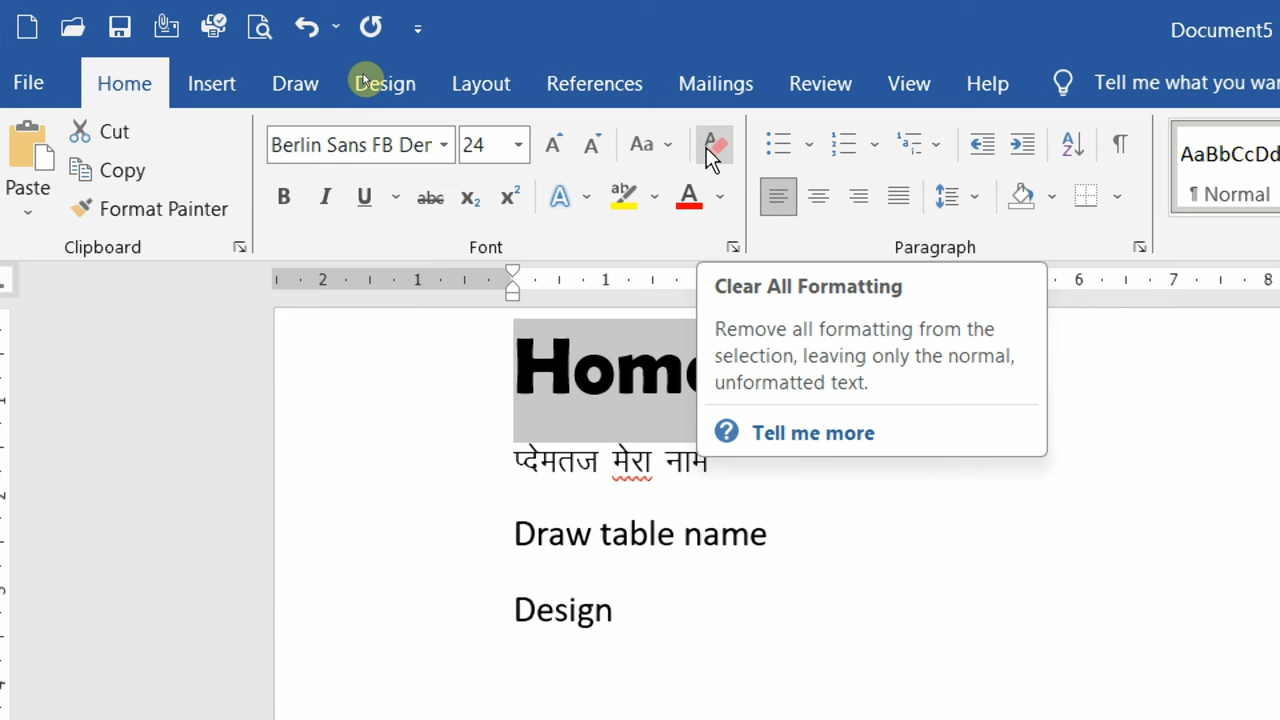 Document5
File Home Insert Draw Design Layout References Mailings Review View Help Tell me what you
Berlin Sans FB Der 24 Aa A AaBbCcDd
Cut
Copy
Format Painter
Paste
B I U abc X₂ X² A ab A ¶ Normal
Clipboard Font Paragraph
2 1 1 6 7 8
Clear All Formatting
Remove all formatting from the
selection, leaving only the normal,
unformatted text.
Tell me more
प्देमतज मेरा नाम
Draw table name
Design